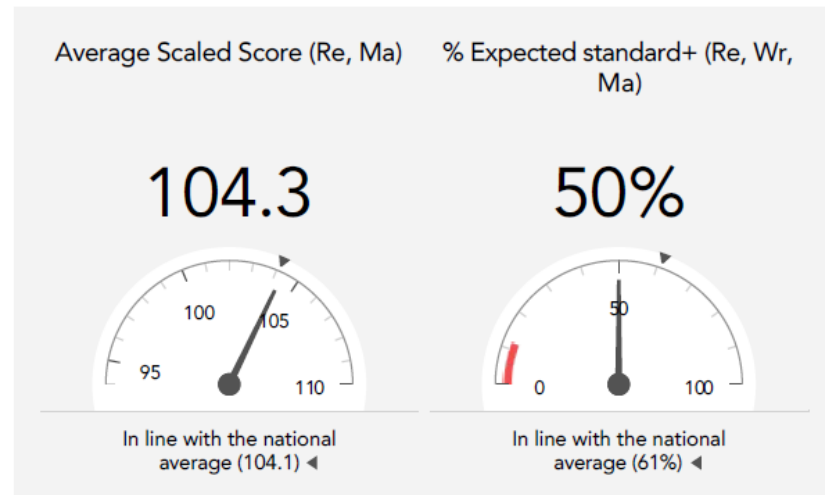 Average Scaled Score (Re, Ma)
104.3
95
100
105
110
In line with the national
average (104.1)
% Expected standard+ (Re, Wr,
Ma)
50%
0
50
100
In line with the national
average (61%)